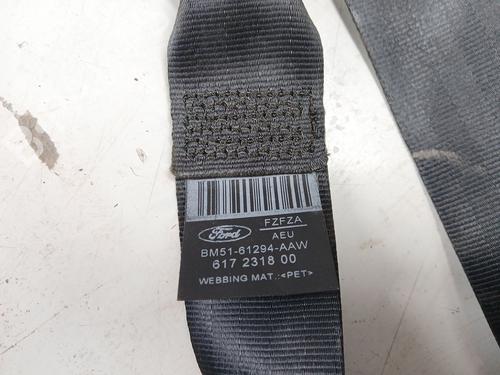 Ford
FZFZA
AEU
BM51-61294-AAW
617 2318 00
WEBBING MAT.:<PET>